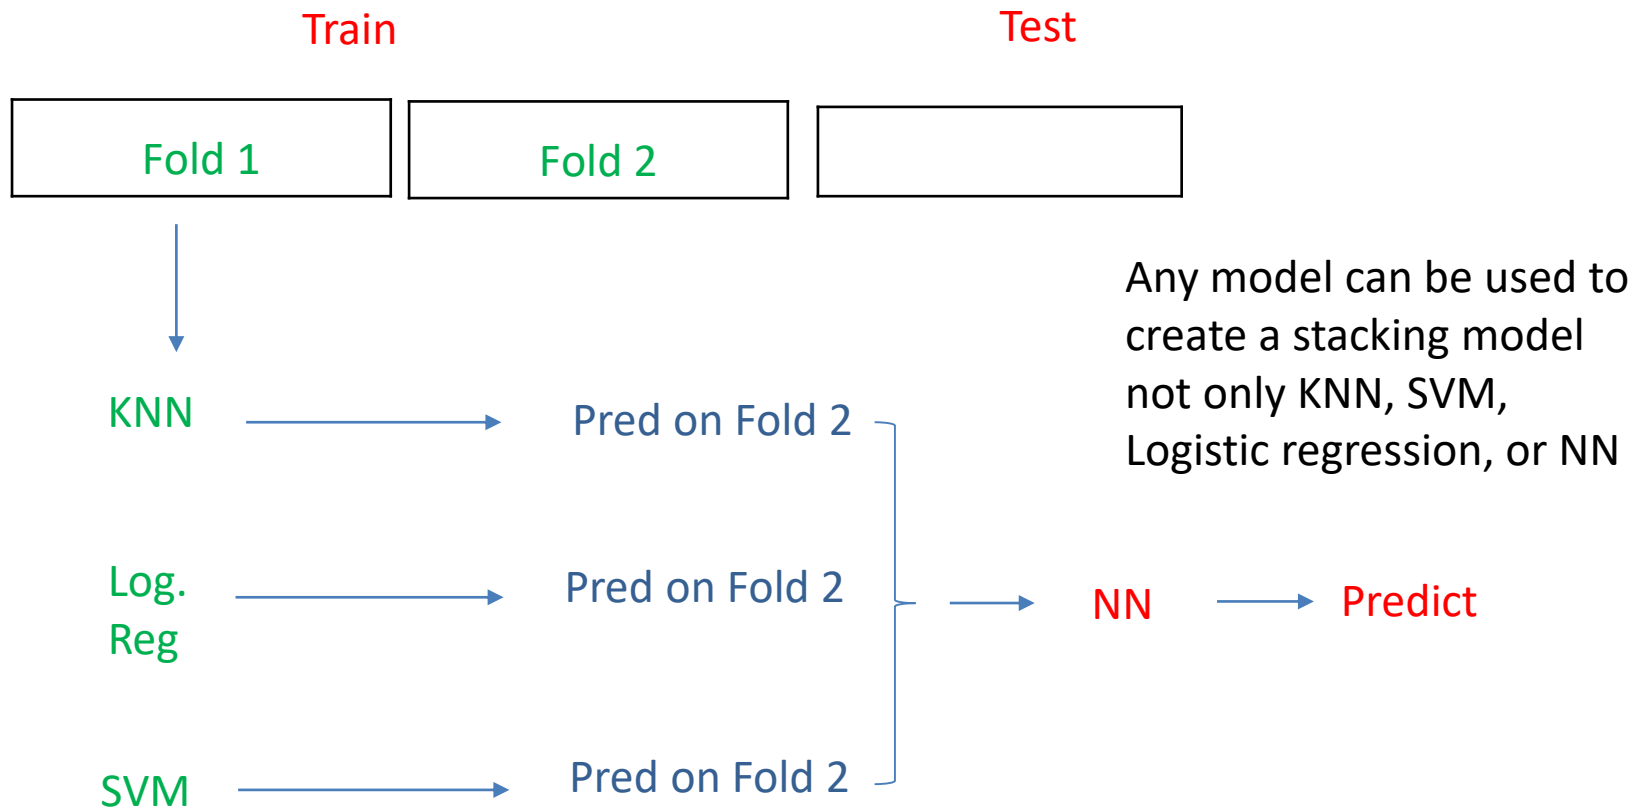 Train
Test
Fold 1
Fold 2
Any model can be used to
create a stacking model
not only KNN, SVM,
Logistic regression, or NN
KNN
Pred on Fold 2
Log.
Reg
Pred on Fold 2
NN
Predict
SVM
Pred on Fold 2